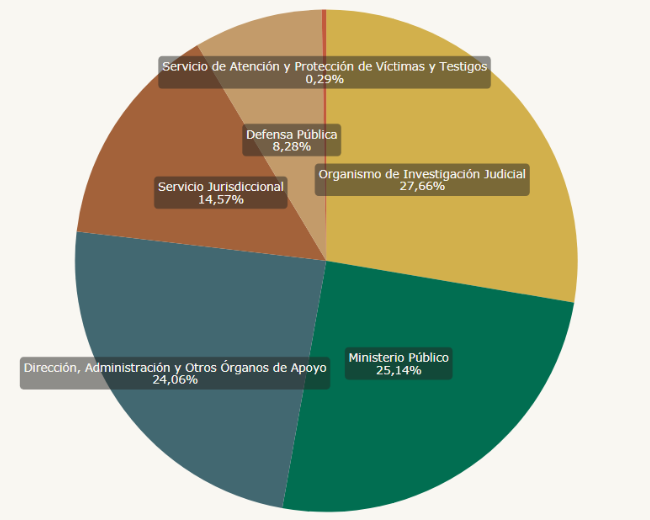 Servicio de Atención y Protección de Víctimas y Testigos
0,29%
Defensa Pública
8,28%
Organismo de Investigación Judicial
27,66%
Servicio Jurisdiccional
14,57%
Ministerio Público
25,14%
Dirección, Administración y Otros Órganos de Apoyo
24,06%